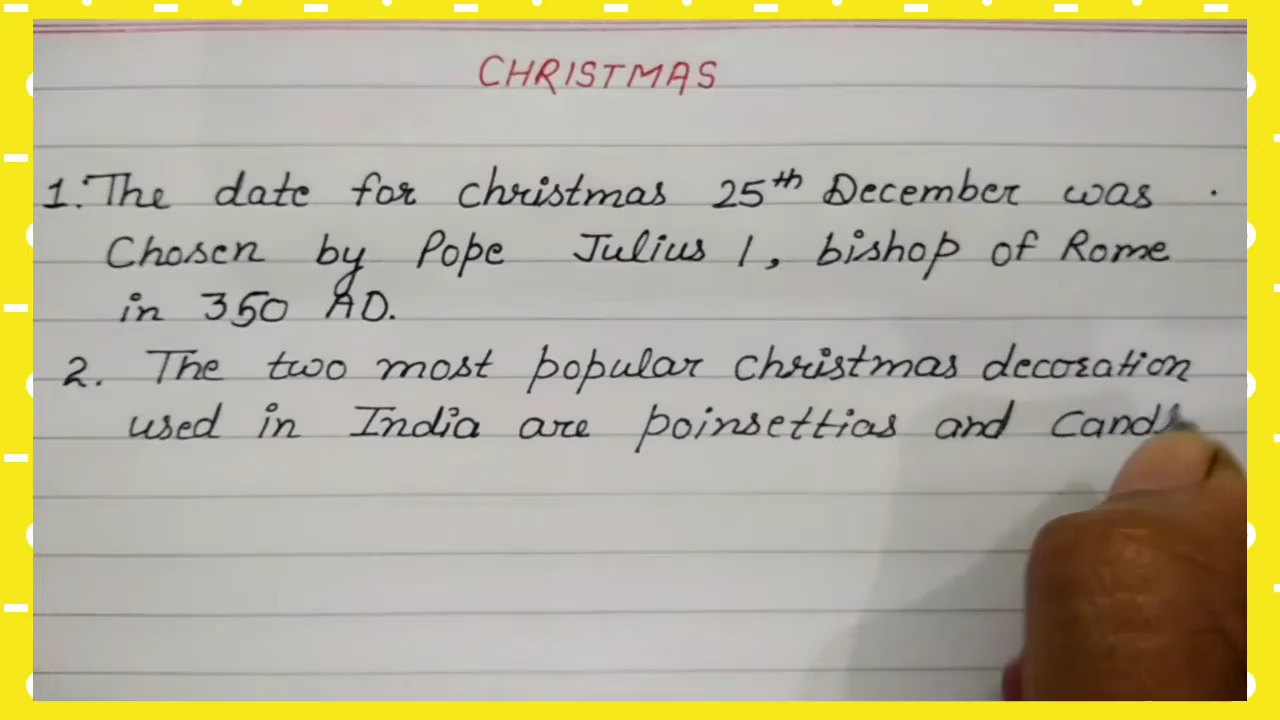 CHRISTMAS
1. The date for christmas 25th December was
Chosen by Pope Julius 1, bishop of Rome
in 350 AD.
2. The two most popular christmas decoration
used in India are poinsettias and